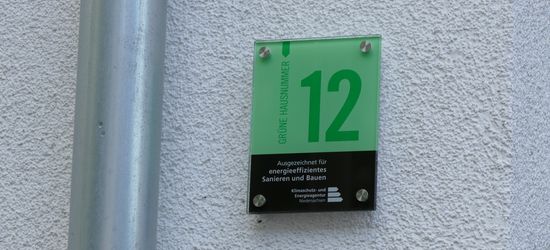 GRÜNE HAUSNUMMER
12
Ausgezeichnet für
energieeffizientes
Sanieren und Bauen
Klimaschutz- und
Energieagentur
Niedersachsen